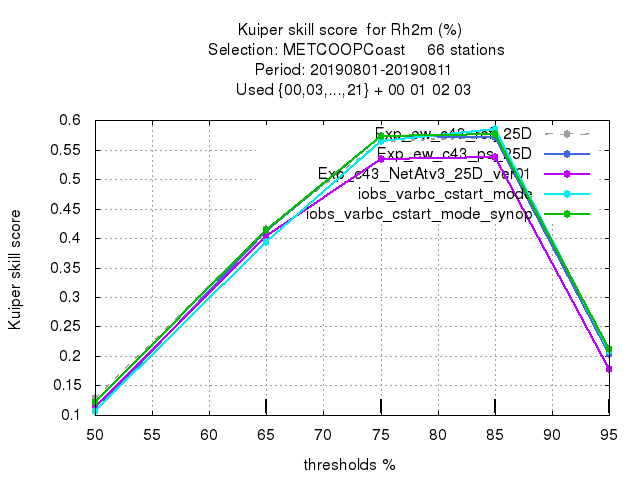 Kuiper skill score for Rh2m (%)
Selection: METCOOPCoast 66 stations
Period: 20190801-20190811
Used {00,03,...,21} + 00 01 02 03
0.6
0.55
0.5
0.45
0.4
0.35
0.3
0.25
0.2
0.15
0.1
Kuiper skill score
Exp_ew_c43_ref_25D
Exp_ew_c43_ps_25D
Exp_c43_NetAtv3_25D_ver01
iobs_varbc_cstart_mode
iobs_varbc_cstart_mode_synop
50 55 60 65 70 75 80 85 90 95
thresholds %